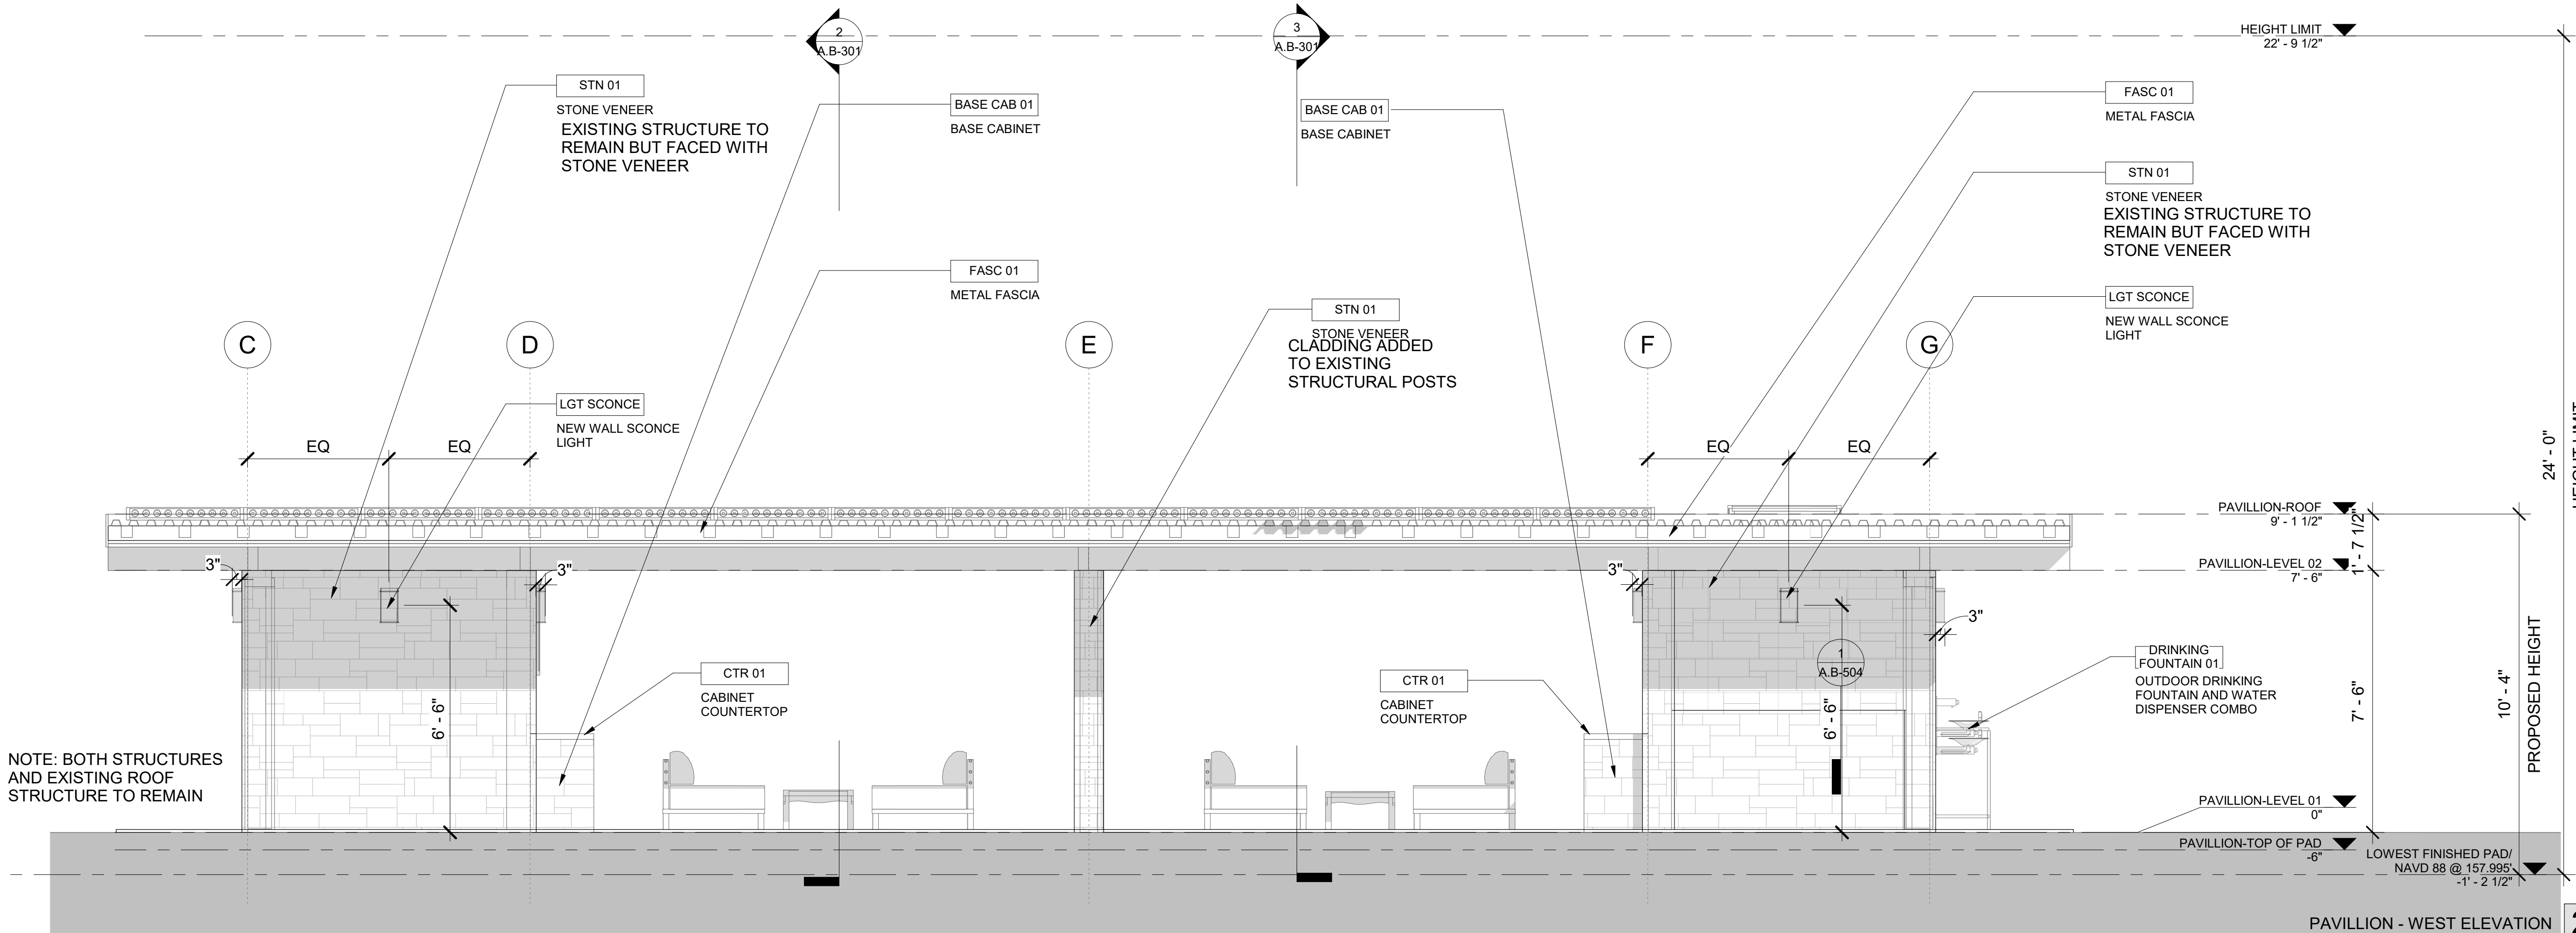 2
A.B-301
3
A.B-301
HEIGHT LIMIT
22' - 9 1/2"
STN 01
STONE VENEER
EXISTING STRUCTURE TO
REMAIN BUT FACED WITH
STONE VENEER
BASE CAB 01
BASE CABINET
BASE CAB 01
BASE CABINET
FASC 01
METAL FASCIA
STN 01
STONE VENEER
EXISTING STRUCTURE TO
REMAIN BUT FACED WITH
STONE VENEER
FASC 01
METAL FASCIA
STN 01
STONE VENEER
CLADDING ADDED
TO EXISTING
STRUCTURAL POSTS
LGT SCONCE
NEW WALL SCONCE
LIGHT
C
D
E
F
G
LGT SCONCE
NEW WALL SCONCE
LIGHT
EQ
EQ
EQ
EQ
24' - 0"
HEIGHT LIMIT
PAVILLION-ROOF
9' - 1 1/2"
1' - 7 1/2"
PAVILLION-LEVEL 02
7' - 6"
3"
3"
3"
3"
1
A.B-504
DRINKING
FOUNTAIN 01
OUTDOOR DRINKING
FOUNTAIN AND WATER
DISPENSER COMBO
CTR 01
CABINET
COUNTERTOP
CTR 01
CABINET
COUNTERTOP
6' - 6"
6' - 6"
7' - 6"
10' - 4"
PROPOSED HEIGHT
NOTE: BOTH STRUCTURES
AND EXISTING ROOF
STRUCTURE TO REMAIN
PAVILLION-LEVEL 01
0"
PAVILLION-TOP OF PAD
-6"
LOWEST FINISHED PAD/
NAVD 88 @ 157.995'
-1' - 2 1/2"
PAVILLION - WEST ELEVATION